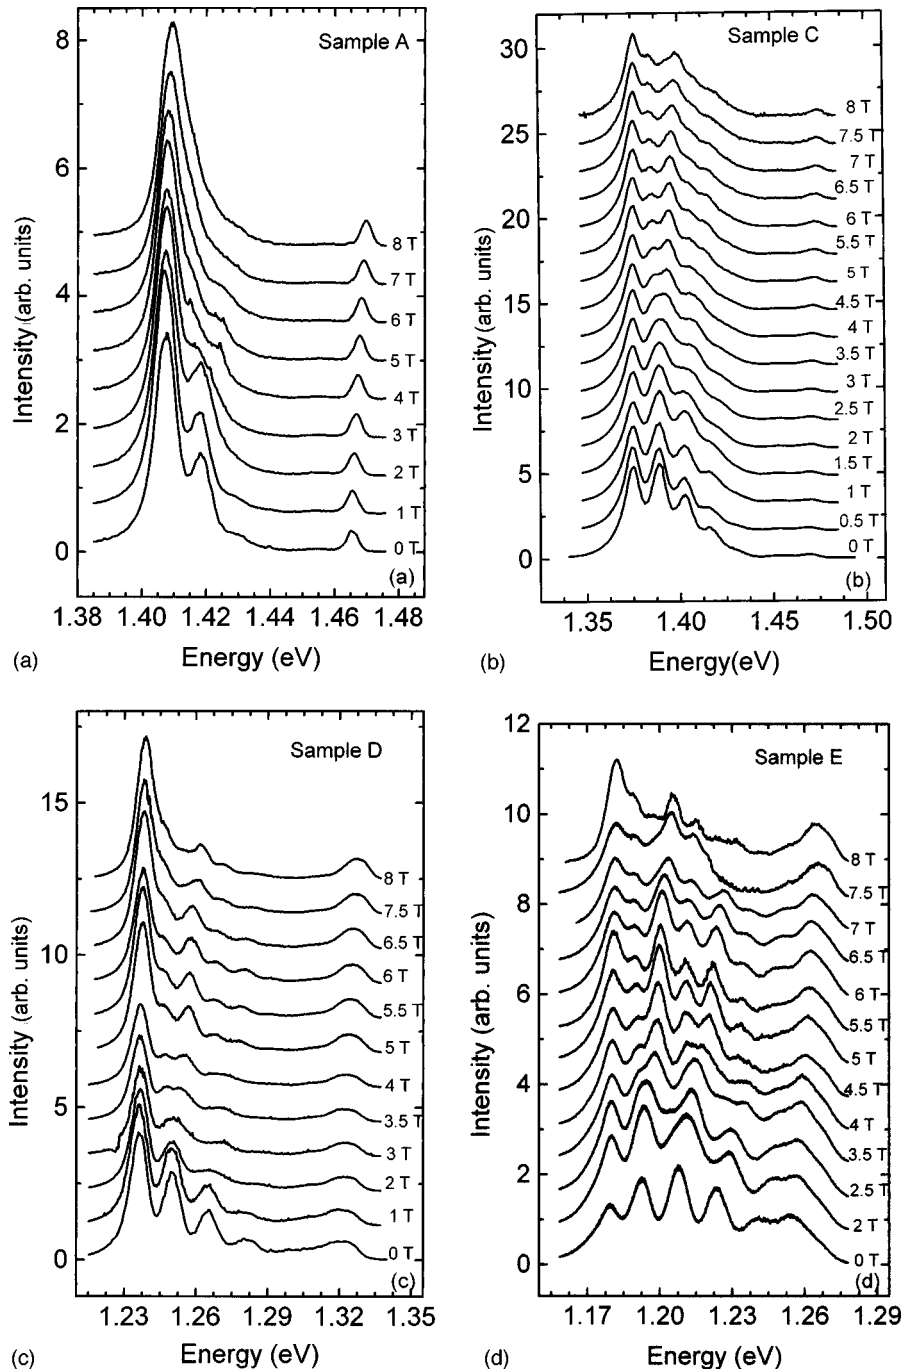 Sample A
8
6
4
2
0
Intensity (arb. units)
8 T
7 T
6 T
5 T
4 T
3 T
2 T
1 T
0 T
(a)
1.38 1.40 1.42 1.44 1.46 1.48
(a) Energy (eV)
Sample C
30
25
20
15
10
5
0
Intensity (arb. units)
8 T
7.5 T
7 T
6.5 T
6 T
5.5 T
5 T
4.5 T
4 T
3.5 T
3 T
2.5 T
2 T
1.5 T
1 T
0.5 T
0 T
(b)
1.35 1.40 1.45 1.50
(b) Energy(eV)
Sample D
15
10
5
0
Intensity (arb. units)
8 T
7.5 T
6.5 T
6 T
5.5 T
5 T
4 T
3.5 T
3 T
2 T
1 T
0 T
(c)
1.23 1.26 1.29 1.32 1.35
(c) Energy (eV)
Sample E
12
10
8
6
4
2
0
Intensity (arb. units)
8 T
7.5 T
7 T
6.5 T
6 T
5.5 T
5 T
4.5 T
4 T
3.5 T
2.5 T
2 T
0 T
(d)
1.17 1.20 1.23 1.26 1.29
(d) Energy (eV)